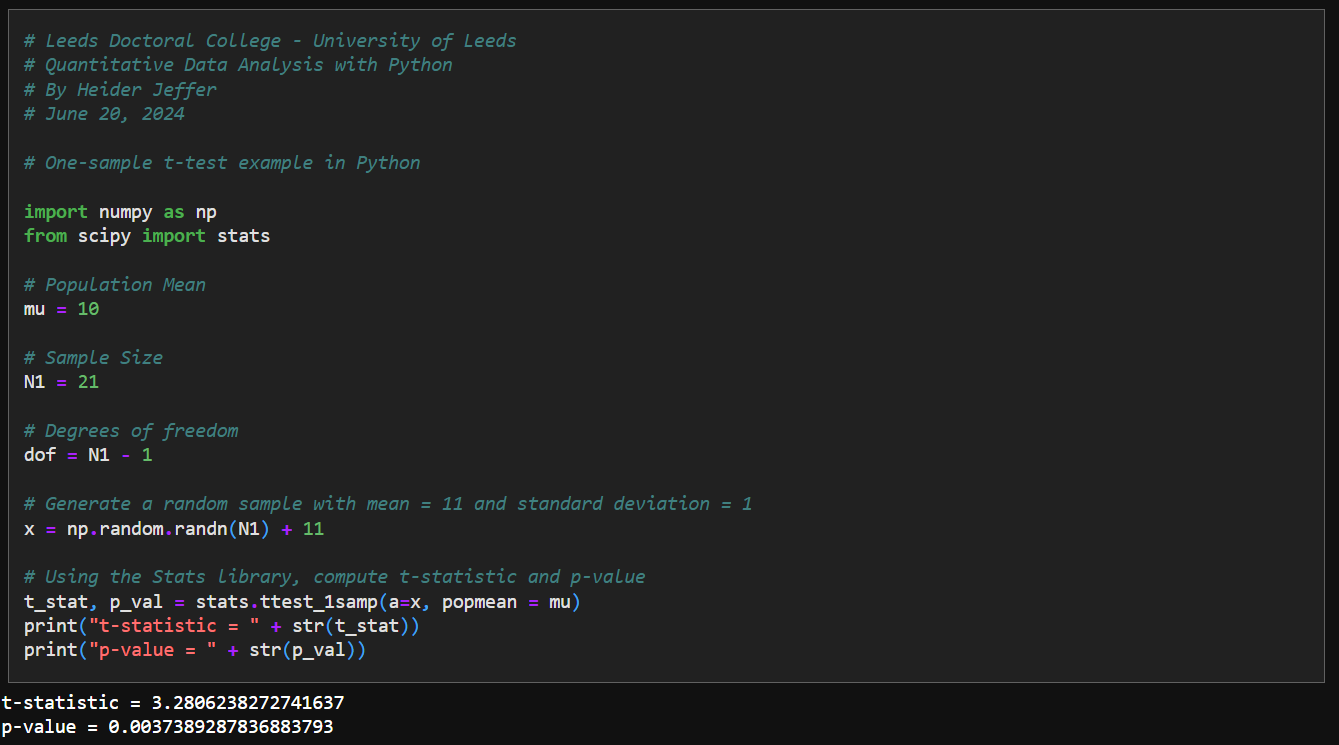 # Leeds Doctoral College - University of Leeds
# Quantitative Data Analysis with Python
# By Heider Jeffer
# June 20, 2024
# One-sample t-test example in Python
import numpy as np
from scipy import stats
# Population Mean
mu = 10
# Sample Size
N1 = 21
# Degrees of freedom
dof = N1 - 1
# Generate a random sample with mean = 11 and standard deviation = 1
x = np.random.randn(N1) + 11
# Using the Stats library, compute t-statistic and p-value
t_stat, p_val = stats.ttest_1samp(a=x, popmean = mu)
print("t-statistic = " + str(t_stat))
print("p-value = " + str(p_val))
t-statistic = 3.2806238272741637
p-value = 0.0037389287836883793